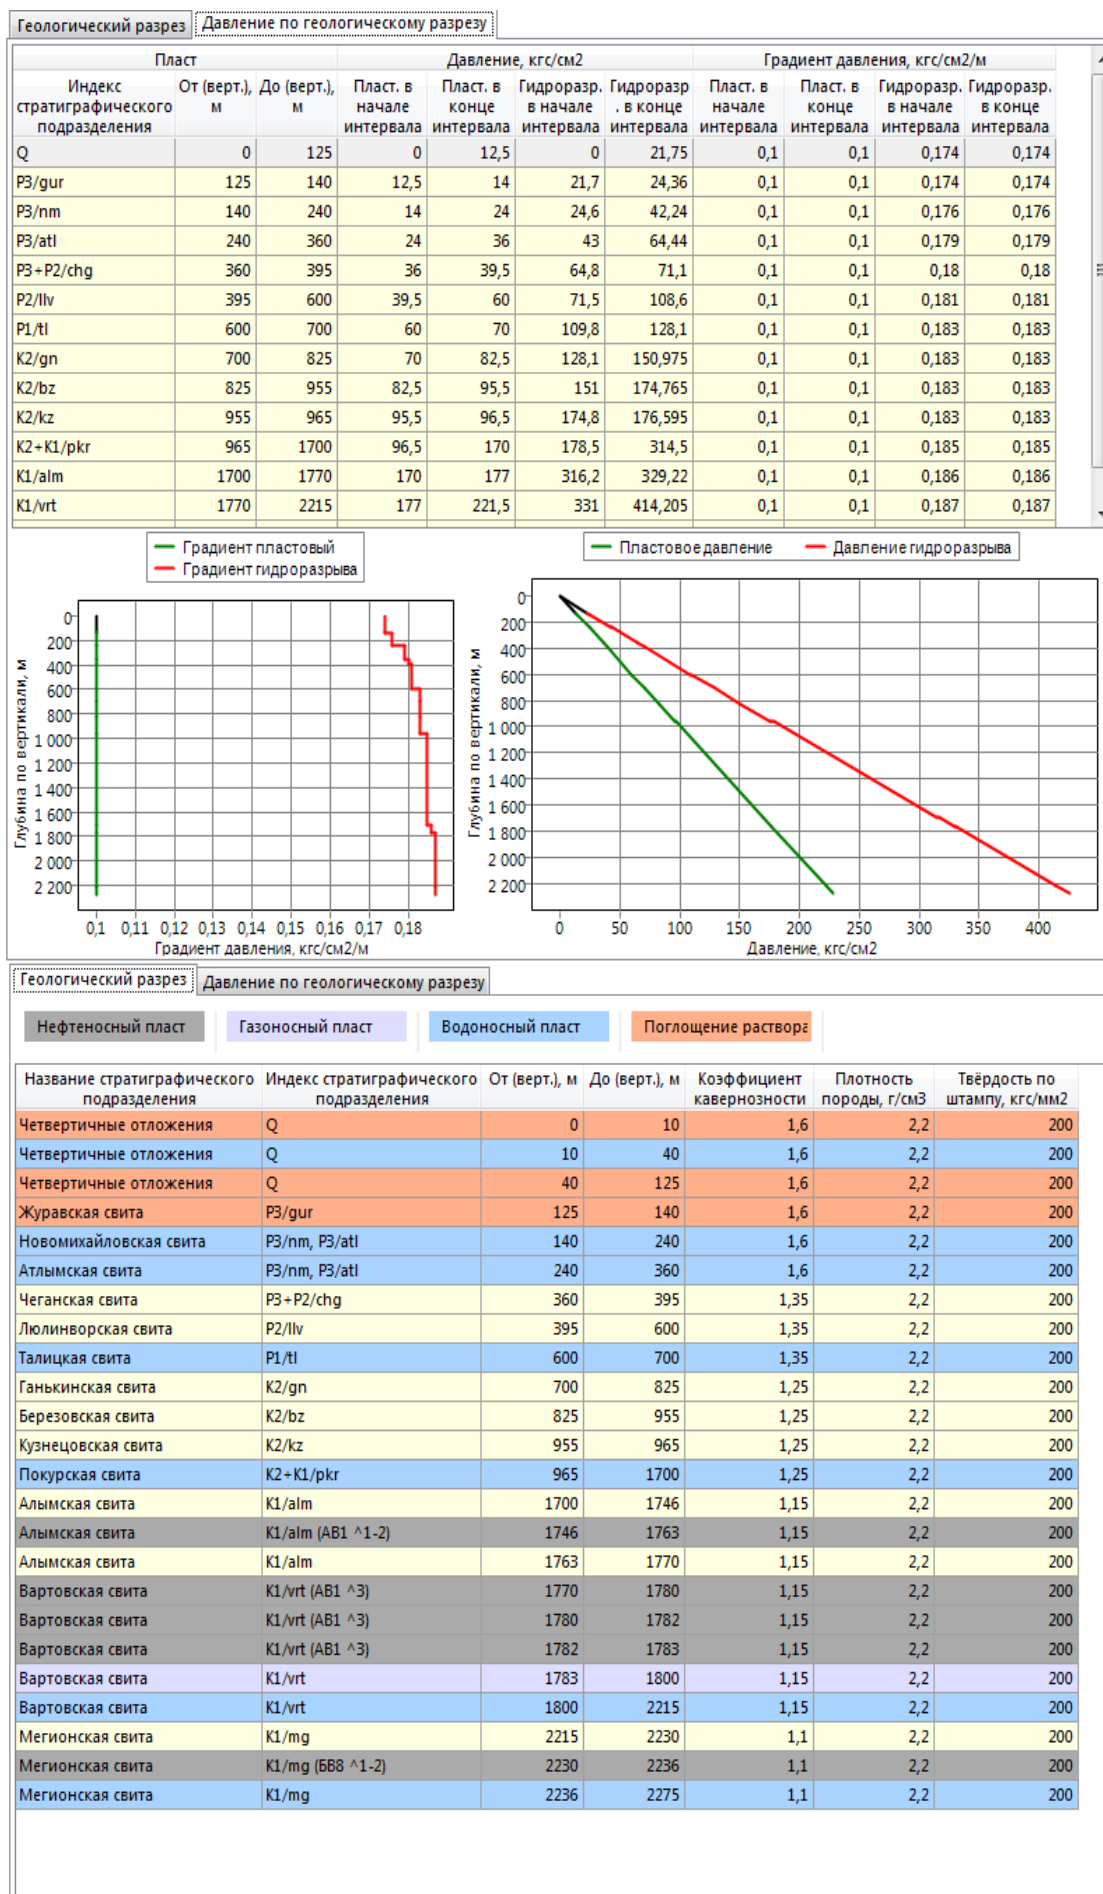 Геологический разрез Давление по геологическому разрезу
Пласт Давление, кгс/см2 Градиент давления, кгс/см2/м
Индекс От (верт.), До (верт.), Пласт. в Пласт. в Гидроразр. Гидроразр Пласт. в Пласт. в Гидроразр. Гидроразр.
стратиграфического м м начале конце в начале . в конце начале конце в начале в конце
подразделения интервала интервала интервала интервала интервала интервала интервала интервала
Q 0 125 0 12,5 0 21,75 0,1 0,1 0,174 0,174
P3/gur 125 140 12,5 14 21,7 24,36 0,1 0,1 0,174 0,174
P3/nm 140 240 14 24 24,6 42,24 0,1 0,1 0,176 0,176
P3/atl 240 360 24 36 43 64,44 0,1 0,1 0,179 0,179
P3+P2/chg 360 395 36 39,5 64,8 71,1 0,1 0,1 0,18 0,18
P2/llv 395 600 39,5 60 71,5 108,6 0,1 0,1 0,181 0,181
P1/tl 600 700 60 70 109,8 128,1 0,1 0,1 0,183 0,183
K2/gn 700 825 70 82,5 128,1 150,975 0,1 0,1 0,183 0,183
K2/bz 825 955 82,5 95,5 151 174,765 0,1 0,1 0,183 0,183
K2/kz 955 965 95,5 96,5 174,8 176,595 0,1 0,1 0,183 0,183
K2+K1/pkr 965 1700 96,5 170 178,5 314,5 0,1 0,1 0,185 0,185
K1/alm 1700 1770 170 177 316,2 329,22 0,1 0,1 0,186 0,186
K1/vrt 1770 2215 177 221,5 331 414,205 0,1 0,1 0,187 0,187
Градиент пластовый
Градиент гидроразрыва
Глубина по вертикали, м
0
200
400
600
800
1 000
1 200
1 400
1 600
1 800
2 000
2 200
0,1 0,11 0,12 0,13 0,14 0,15 0,16 0,17 0,18
Градиент давления, кгс/см2/м
Пластовое давление Давление гидроразрыва
Глубина по вертикали, м
0
200
400
600
800
1 000
1 200
1 400
1 600
1 800
2 000
2 200
0 50 100 150 200 250 300 350 400
Давление, кгс/см2
Геологический разрез Давление по геологическому разрезу
Нефтеносный пласт Газоносный пласт Водоносный пласт Поглощение раствора
Название стратиграфического Индекс стратиграфического От (верт.), м До (верт.), м Коэффициент Плотность Твёрдость по
подразделения подразделения кавернозности породы, г/см3 штампу, кгс/мм2
Четвертичные отложения Q 0 10 1,6 2,2 200
Четвертичные отложения Q 10 40 1,6 2,2 200
Четвертичные отложения Q 40 125 1,6 2,2 200
Журавская свита P3/gur 125 140 1,6 2,2 200
Новомихайловская свита P3/nm, P3/atl 140 240 1,6 2,2 200
Атлымская свита P3/nm, P3/atl 240 360 1,6 2,2 200
Чеганская свита P3+P2/chg 360 395 1,35 2,2 200
Люлинворская свита P2/llv 395 600 1,35 2,2 200
Талицкая свита P1/tl 600 700 1,35 2,2 200
Ганькинская свита K2/gn 700 825 1,25 2,2 200
Березовская свита K2/bz 825 955 1,25 2,2 200
Кузнецовская свита K2/kz 955 965 1,25 2,2 200
Покурская свита K2+K1/pkr 965 1700 1,25 2,2 200
Алымская свита K1/alm 1700 1746 1,15 2,2 200
Алымская свита K1/alm (АВ1 ^1-2) 1746 1763 1,15 2,2 200
Алымская свита K1/alm 1763 1770 1,15 2,2 200
Вартовская свита K1/vrt (АВ1 ^3) 1770 1780 1,15 2,2 200
Вартовская свита K1/vrt (АВ1 ^3) 1780 1782 1,15 2,2 200
Вартовская свита K1/vrt (АВ1 ^3) 1782 1783 1,15 2,2 200
Вартовская свита K1/vrt 1783 1800 1,15 2,2 200
Вартовская свита K1/vrt 1800 2215 1,15 2,2 200
Мегионская свита K1/mg 2215 2230 1,1 2,2 200
Мегионская свита K1/mg (БВ8 ^1-2) 2230 2236 1,1 2,2 200
Мегионская свита K1/mg 2236 2275 1,1 2,2 200